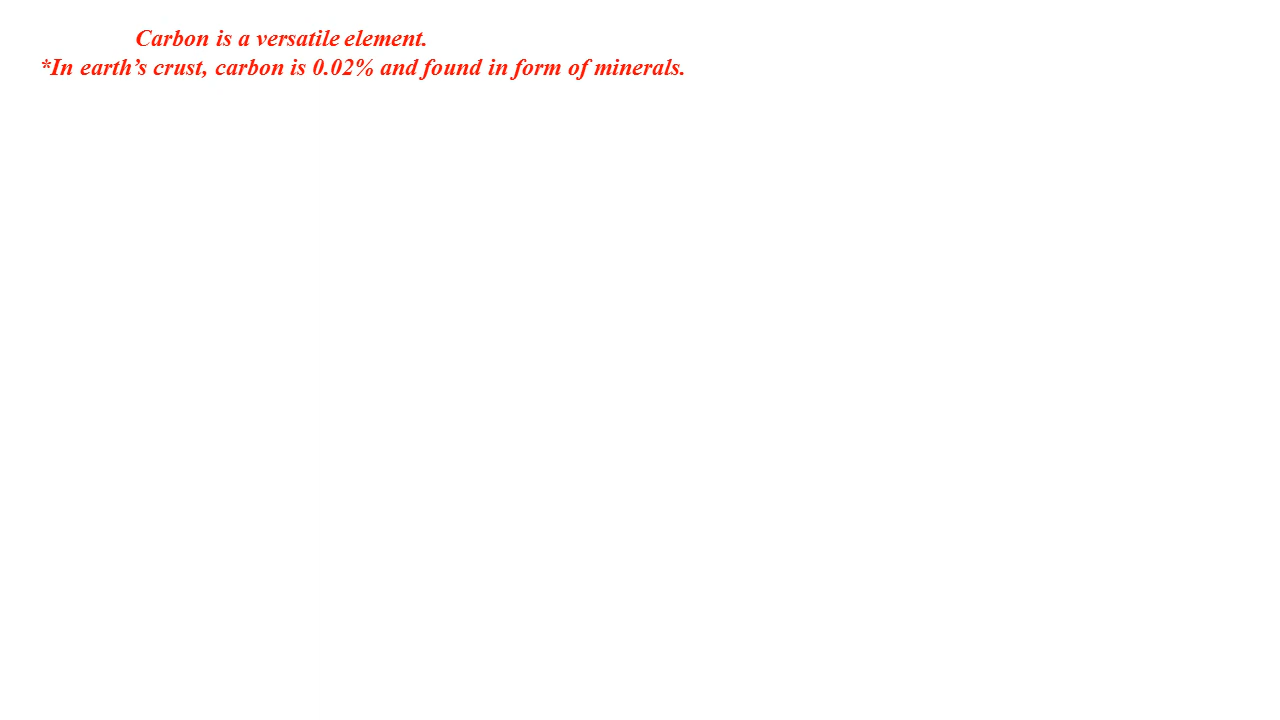 Carbon is a versatile element.
*In earth’s crust, carbon is 0.02% and found in form of minerals.